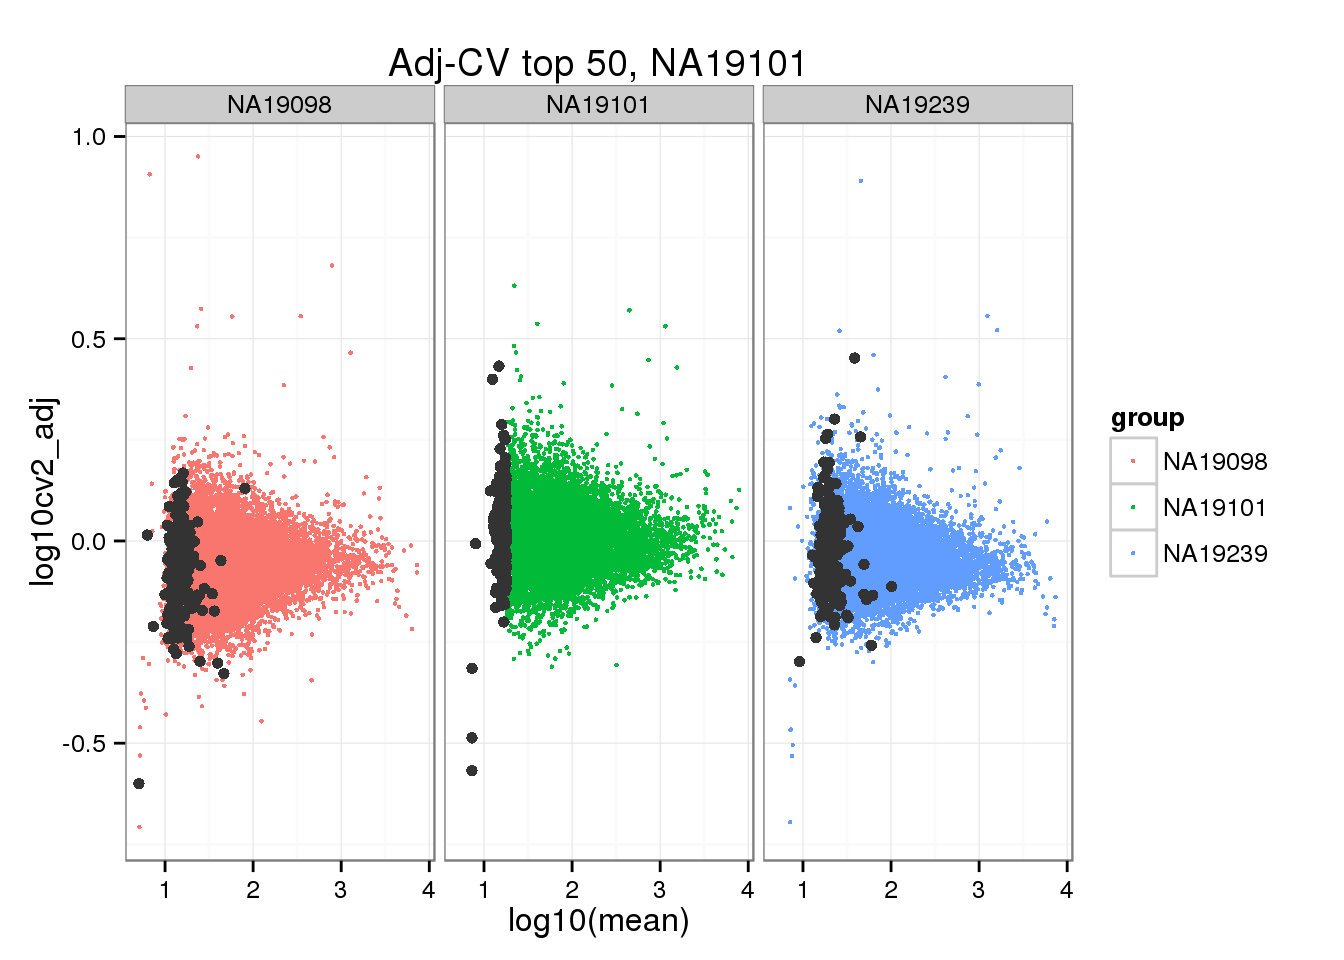 Adj-CV top 50, NA19101
NA19098 NA19101 NA19239
1.0
0.5
0.0
-0.5
log10cv2_adj
1 2 3 4 1 2 3 4 1 2 3 4
log10(mean)
group
NA19098
NA19101
NA19239